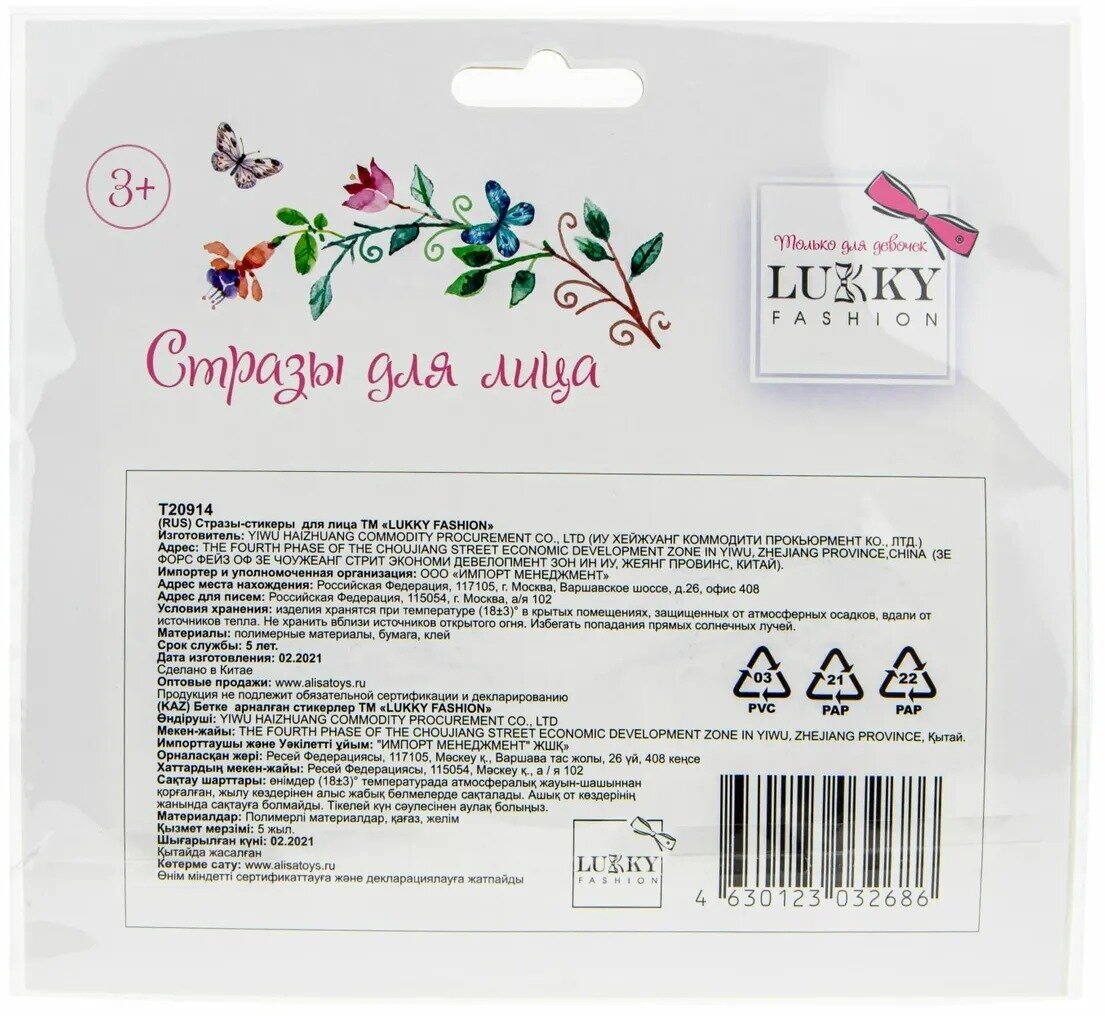 3+
Только для девочек
LUKKY
FASHION
Стразы для лица
T20914
(RUS) Стразы-стикеры для лица ТМ «LUKKY FASHION»
Изготовитель: YIWU HAIZHUANG COMMODITY PROCUREMENT CO., LTD (ИУ ХЕЙЖУАНГ КОММОДИТИ ПРОКЬЮРМЕНТ КО., ЛТД.)
Адрес: THE FOURTH PHASE OF THE CHOUJIANG STREET ECONOMIC DEVELOPMENT ZONE IN YIWU, ZHEJIANG PROVINCE,CHINA (ЗЕ
ФОРС ФЕЙЗ ОФ ЗЕ ЧОУЖЕАНГ СТРИТ ЭКОНОМИ ДЕВЕЛОПМЕНТ ЗОН ИН ИУ, ЖЕЯНГ ПРОВИНС, КИТАЙ).
Импортер и уполномоченная организация: ООО «ИМПОРТ МЕНЕДЖМЕНТ»
Адрес места нахождения: Российская Федерация, 117105, г. Москва, Варшавское шоссе, д.26, офис 408
Адрес для писем: Российская Федерация, 115054, г. Москва, а/я 102
Условия хранения: изделия хранятся при температуре (18±3)° в крытых помещениях, защищенных от атмосферных осадков, вдали от
источников тепла. Не хранить вблизи источников открытого огня. Избегать попадания прямых солнечных лучей.
Материалы: полимерные материалы, бумага, клей
Срок службы: 5 лет.
Дата изготовления: 02.2021
Сделано в Китае
Оптовые продажи: www.alisatoys.ru
Продукция не подлежит обязательной сертификации и декларированию
(KAZ) Бетке арналған стикерлер ТМ «LUKKY FASHION»
Өндіруші: YIWU HAIZHUANG COMMODITY PROCUREMENT CO., LTD
Мекен-жайы: THE FOURTH PHASE OF THE CHOUJIANG STREET ECONOMIC DEVELOPMENT ZONE IN YIWU, ZHEJIANG PROVINCE, Қытай.
Импорттаушы және Уәкілетті ұйым: "ИМПОРТ МЕНЕДЖМЕНТ" ЖШҚ»
Орналасқан жері: Ресей Федерациясы, 117105, Мәскеу қ., Варшава тас жолы, 26 үй, 408 кеңсе
Хаттардың мекен-жайы: Ресей Федерациясы, 115054, Мәскеу қ., а / я 102
Сақтау шарттары: өнімдер (18±3)° температурада атмосфералық жауын-шашыннан
қорғалған, жылу көздерінен алыс жабық бөлмелерде сақталады. Ашық от көздерінің
жанында сақтауға болмайды. Тікелей күн сәулесінен аулақ болыңыз.
Материалдар: Полимерлі материалдар, қағаз, желім
Қызмет мерзімі: 5 жыл.
Шығарылған күні: 02.2021
Қытайда жасалған
Көтерме сату: www.alisatoys.ru
Өнім міндетті сертификаттауға және декларациялауға жатпайды
03 21 22
PVC PAP PAP
LUKKY
FASHION
4 630123 032686